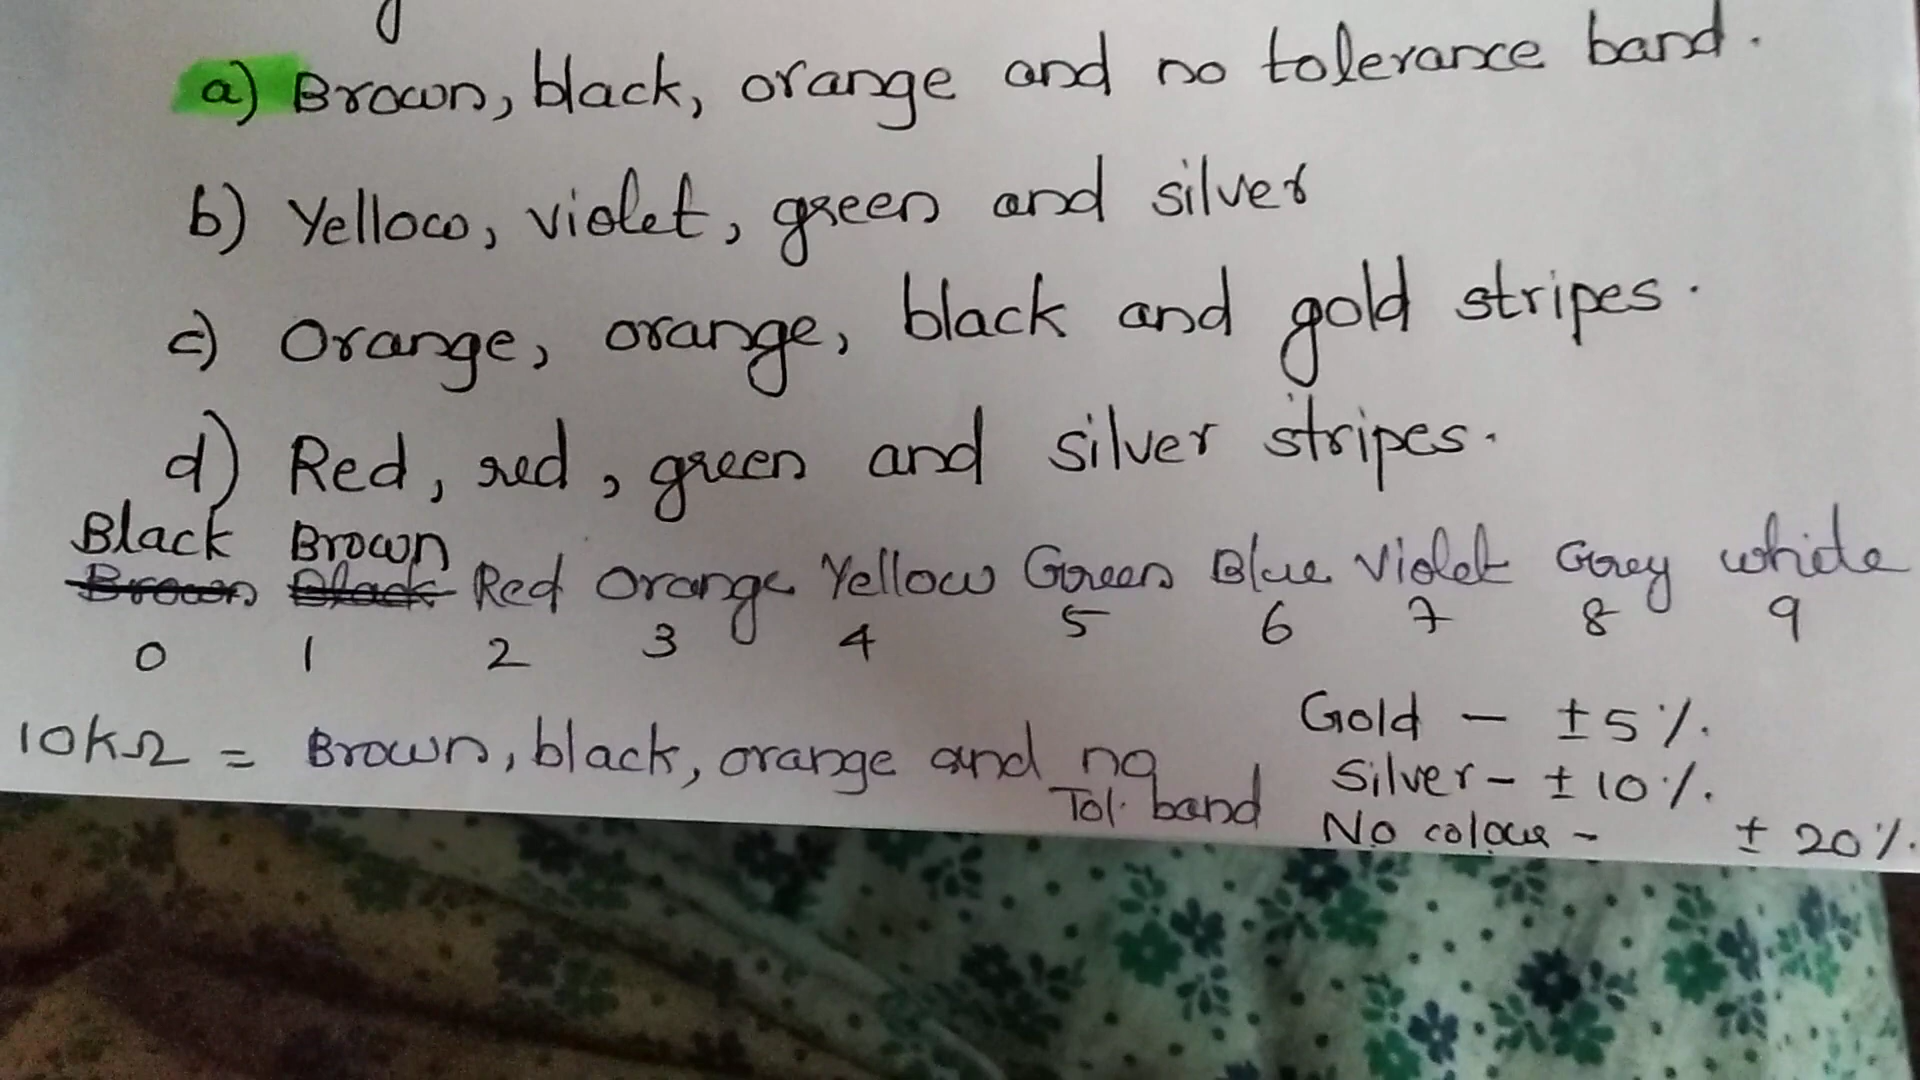 a) Brown, black, orange and no tolerance band.
b) Yellow, violet, green and silver
c) Orange, orange, black and gold stripes.
d) Red, red, green and silver stripes.
Black Brown
Brown Black Red Orange Yellow Green Blue Violet Grey white
0 1 2 3 4 5 6 7 8 9
Gold - ±5%.
10kΩ = Brown, black, orange and no
Tol. band
Silver - ±10%.
No colour - ±20%.